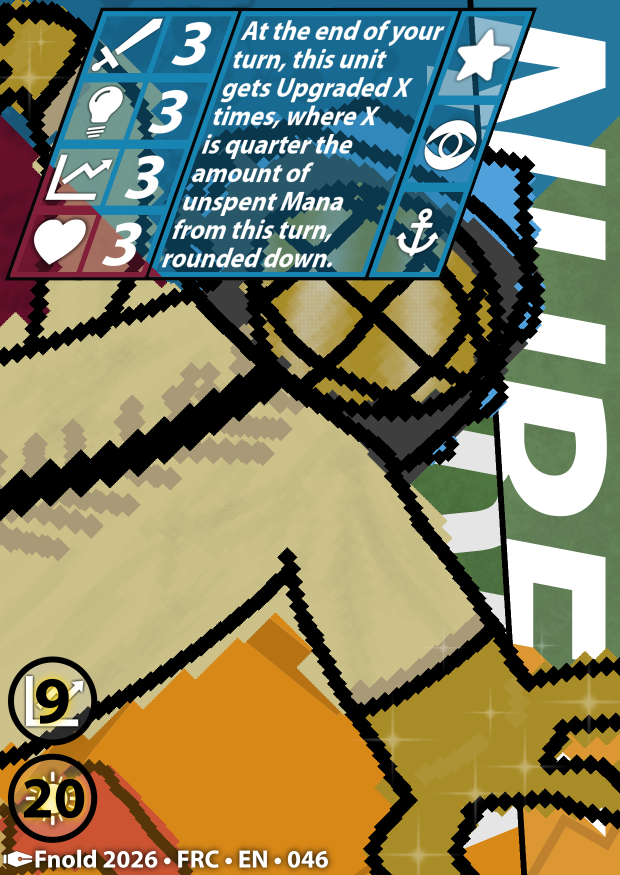 3
3
3
3
At the end of your
turn, this unit
gets Upgraded X
times, where X
is quarter the
amount of
unspent Mana
from this turn,
rounded down.
9
20
Fnold 2026 • FRC • EN • 046